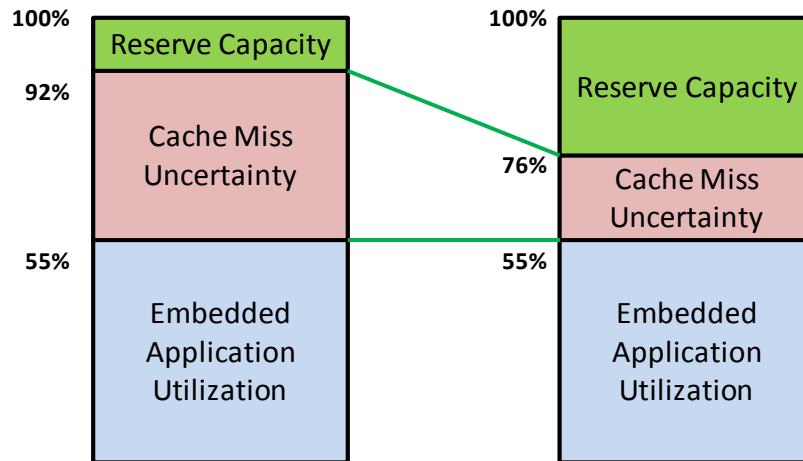 100%
Reserve Capacity
92%
Cache Miss
Uncertainty
55%
Embedded
Application
Utilization
100%
Reserve Capacity
76%
Cache Miss
Uncertainty
55%
Embedded
Application
Utilization